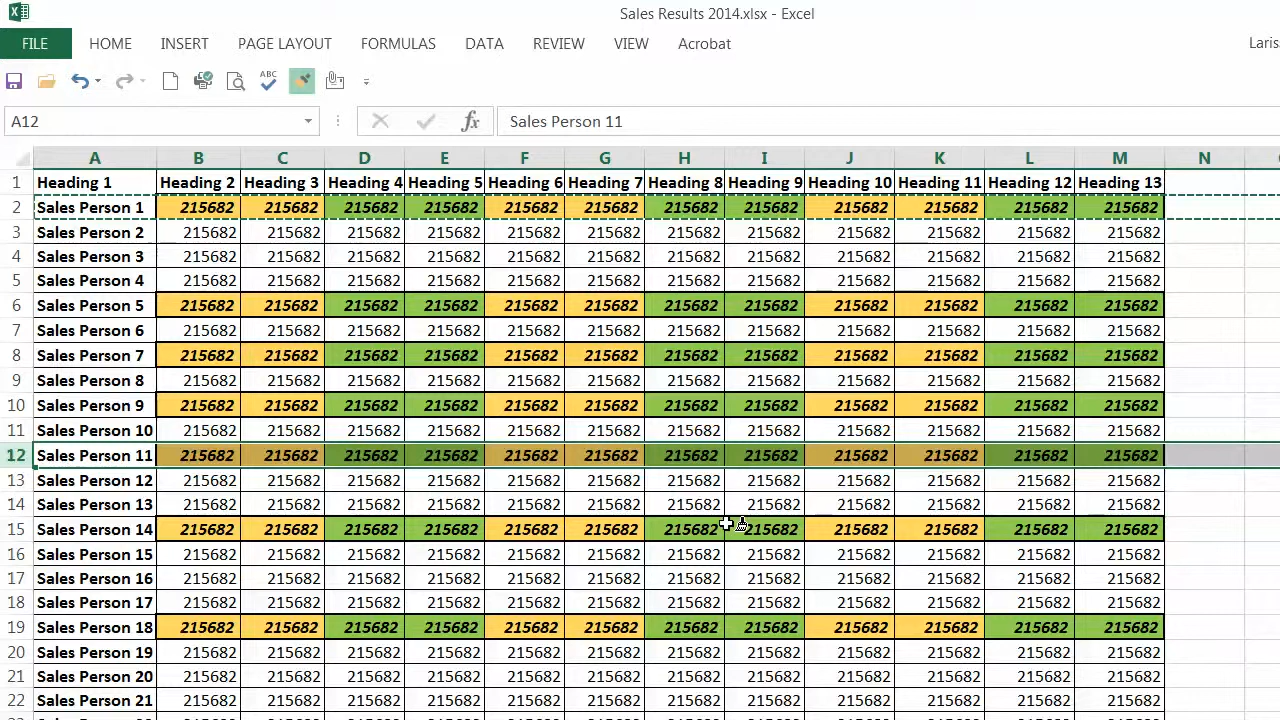 Sales Results 2014.xlsx - Excel
FILE HOME INSERT PAGE LAYOUT FORMULAS DATA REVIEW VIEW Acrobat Laris
ABC
A12 fx Sales Person 11
A B C D E F G H I J K L M N
1 Heading 1 Heading 2 Heading 3 Heading 4 Heading 5 Heading 6 Heading 7 Heading 8 Heading 9 Heading 10 Heading 11 Heading 12 Heading 13
2 Sales Person 1 215682 215682 215682 215682 215682 215682 215682 215682 215682 215682 215682 215682
3 Sales Person 2 215682 215682 215682 215682 215682 215682 215682 215682 215682 215682 215682 215682
4 Sales Person 3 215682 215682 215682 215682 215682 215682 215682 215682 215682 215682 215682 215682
5 Sales Person 4 215682 215682 215682 215682 215682 215682 215682 215682 215682 215682 215682 215682
6 Sales Person 5 215682 215682 215682 215682 215682 215682 215682 215682 215682 215682 215682 215682
7 Sales Person 6 215682 215682 215682 215682 215682 215682 215682 215682 215682 215682 215682 215682
8 Sales Person 7 215682 215682 215682 215682 215682 215682 215682 215682 215682 215682 215682 215682
9 Sales Person 8 215682 215682 215682 215682 215682 215682 215682 215682 215682 215682 215682 215682
10 Sales Person 9 215682 215682 215682 215682 215682 215682 215682 215682 215682 215682 215682 215682
11 Sales Person 10 215682 215682 215682 215682 215682 215682 215682 215682 215682 215682 215682 215682
12 Sales Person 11 215682 215682 215682 215682 215682 215682 215682 215682 215682 215682 215682 215682
13 Sales Person 12 215682 215682 215682 215682 215682 215682 215682 215682 215682 215682 215682 215682
14 Sales Person 13 215682 215682 215682 215682 215682 215682 215682 215682 215682 215682 215682 215682
15 Sales Person 14 215682 215682 215682 215682 215682 215682 215682 215682 215682 215682 215682 215682
16 Sales Person 15 215682 215682 215682 215682 215682 215682 215682 215682 215682 215682 215682 215682
17 Sales Person 16 215682 215682 215682 215682 215682 215682 215682 215682 215682 215682 215682 215682
18 Sales Person 17 215682 215682 215682 215682 215682 215682 215682 215682 215682 215682 215682 215682
19 Sales Person 18 215682 215682 215682 215682 215682 215682 215682 215682 215682 215682 215682 215682
20 Sales Person 19 215682 215682 215682 215682 215682 215682 215682 215682 215682 215682 215682 215682
21 Sales Person 20 215682 215682 215682 215682 215682 215682 215682 215682 215682 215682 215682 215682
22 Sales Person 21 215682 215682 215682 215682 215682 215682 215682 215682 215682 215682 215682 215682